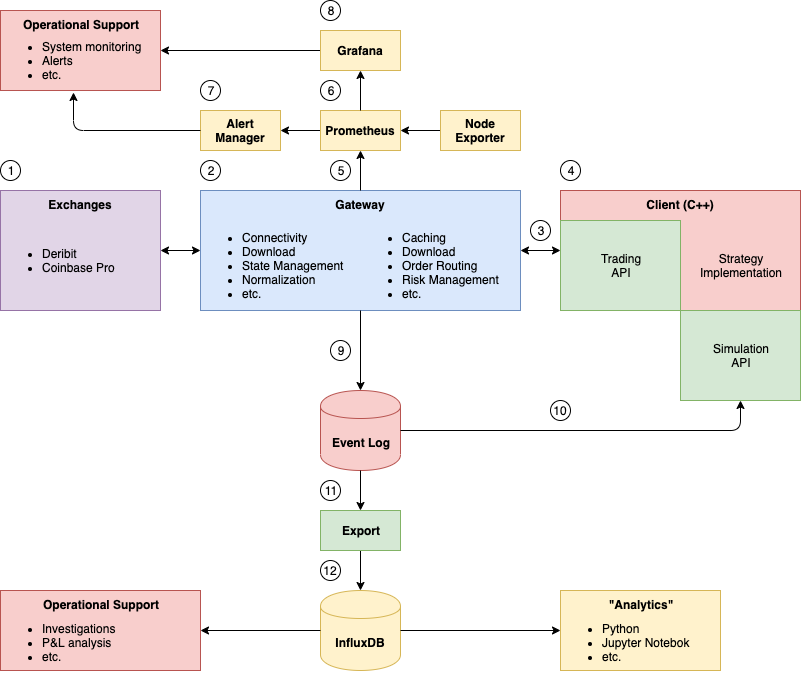 8
Operational Support
• System monitoring
• Alerts
• etc.
Grafana
7
6
Alert
Manager
Prometheus
Node
Exporter
1
2
5
4
Exchanges
• Deribit
• Coinbase Pro
Gateway
• Connectivity
• Download
• State Management
• Normalization
• etc.
• Caching
• Download
• Order Routing
• Risk Management
• etc.
3
Client (C++)
Trading
API
Strategy
Implementation
Simulation
API
9
10
Event Log
11
Export
12
Operational Support
• Investigations
• P&L analysis
• etc.
InfluxDB
"Analytics"
• Python
• Jupyter Notebok
• etc.